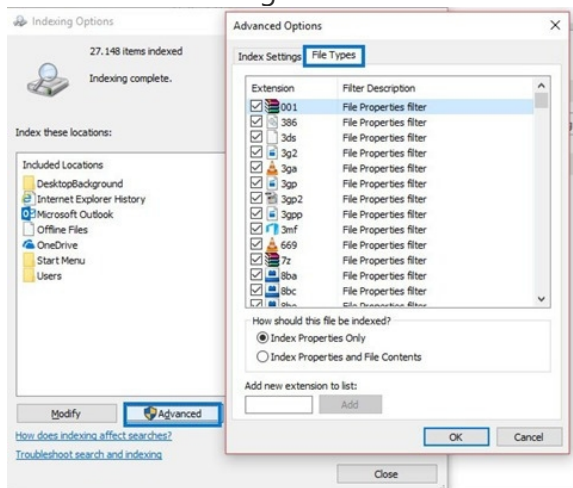 Indexing Options
27.148 items indexed
Indexing complete.
Index these locations:
Included Locations
DesktopBackground
Internet Explorer History
Microsoft Outlook
Offline Files
OneDrive
Start Menu
Users
Modify
Advanced
How does indexing affect searches?
Troubleshoot search and indexing
Close
Advanced Options
Index Settings File Types
Extension Filter Description
001 File Properties filter
386 File Properties filter
3ds File Properties filter
3g2 File Properties filter
3ga File Properties filter
3gp File Properties filter
3gp2 File Properties filter
3gpp File Properties filter
3mf File Properties filter
669 File Properties filter
7z File Properties filter
8ba File Properties filter
8bc File Properties filter
8be File Properties filter
How should this file be indexed?
Index Properties Only
Index Properties and File Contents
Add new extension to list:
Add
OK Cancel